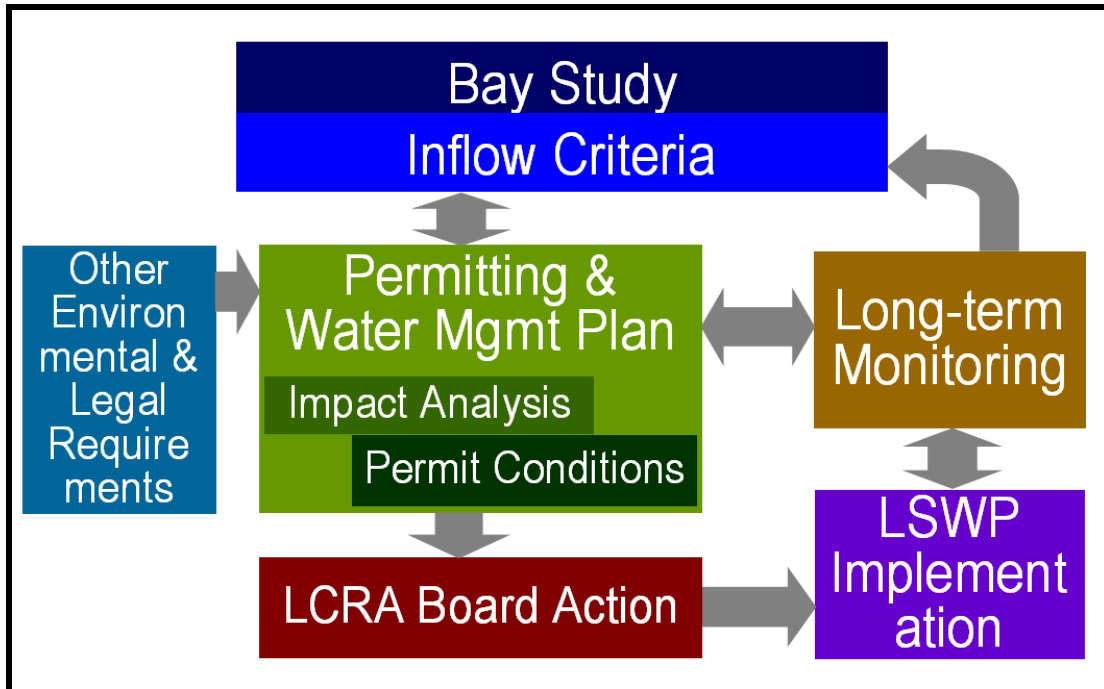 Bay Study
Inflow Criteria
Other
Environ
mental &
Legal
Require
ments
Permitting &
Water Mgmt Plan
Impact Analysis
Permit Conditions
Long-term
Monitoring
LCRA Board Action
LSWP
Implement
ation